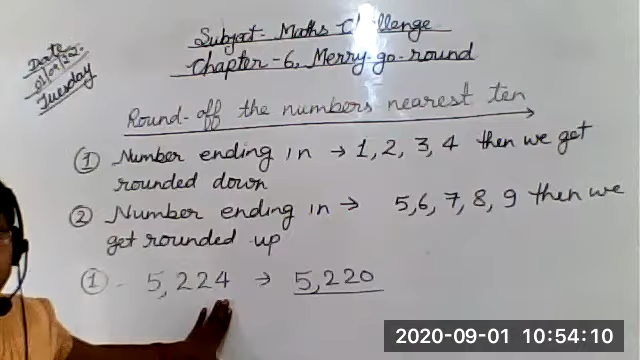 Subject- Maths Challenge
Chapter-6, Merry-go-round
Date
01/09/2020
Tuesday
Round-off the numbers nearest ten
① Number ending in → 1, 2, 3, 4 then we get
rounded down
② Number ending in → 5, 6, 7, 8, 9 then we
get rounded up
① - 5,224 → 5,220
2020-09-01 10:54:10